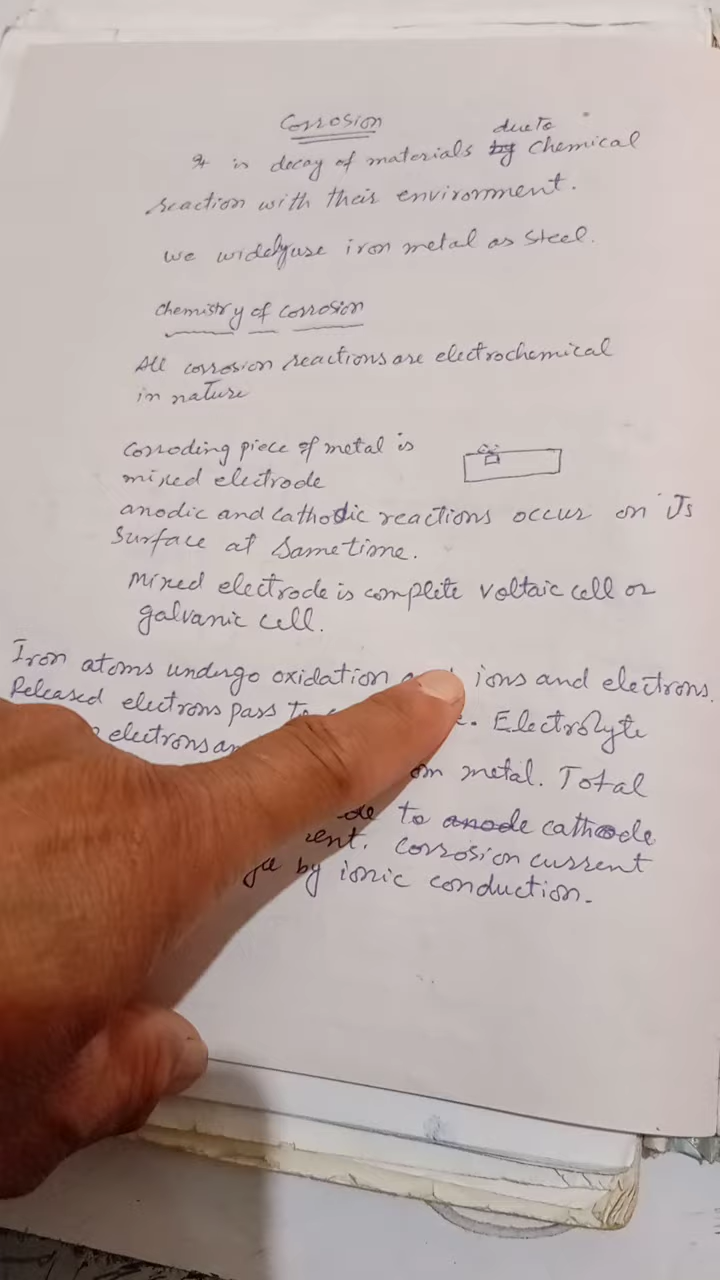 Corrosion
It is decay of materials by due to chemical
reaction with their environment.
we widely use iron metal as steel.
Chemistry of corrosion
All corrosion reactions are electrochemical
in nature
Corroding piece of metal is
mixed electrode
anodic and cathodic reactions occur on its
surface at sametime.
Mixed electrode is complete voltaic cell or
galvanic cell.
Iron atoms undergo oxidation ions and electrons.
Released electrons pass to . Electrolyte
electrons
metal. Total
to anode cathode
corrosion current
by ionic conduction.